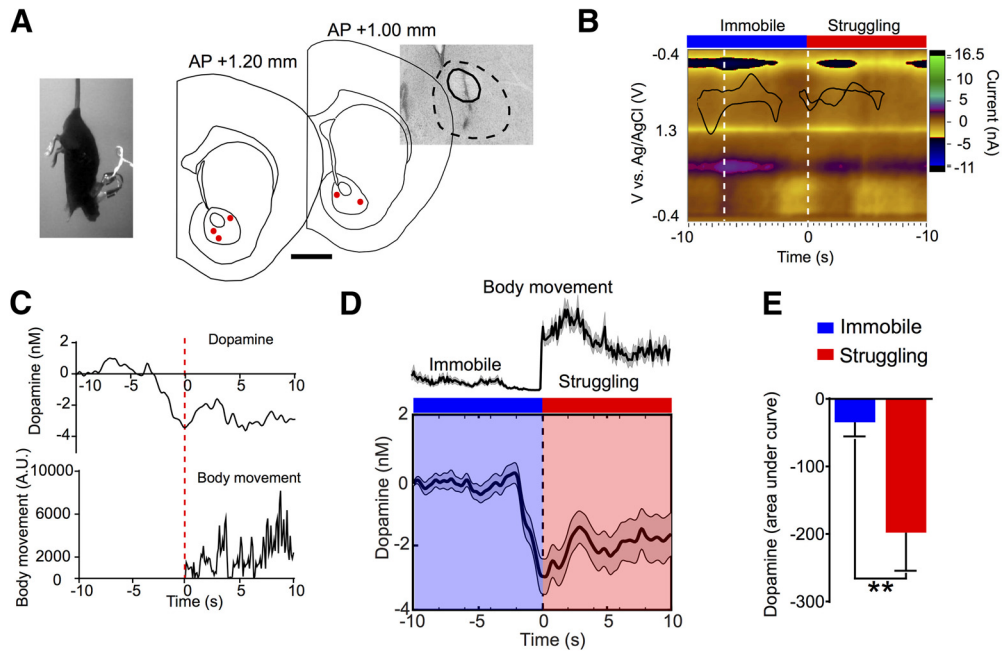 A
AP +1.20 mm
AP +1.00 mm
B
Immobile
Struggling
-0.4
1.3
-0.4
V vs. Ag/AgCl (V)
-10
0
-10
Time (s)
16.5
10
5
0
-5
-11
Current (nA)
C
Dopamine (nM)
2
0
-2
-4
Dopamine
-10
-5
0
5
10
Body movement (A.U.)
10000
6000
4000
2000
0
Body movement
-10
-5
0
5
10
Time (s)
D
Body movement
Immobile
Struggling
Dopamine (nM)
2
0
-2
-4
-10
-5
0
5
10
Time (s)
E
Immobile
Struggling
Dopamine (area under curve)
0
-100
-200
-300
**